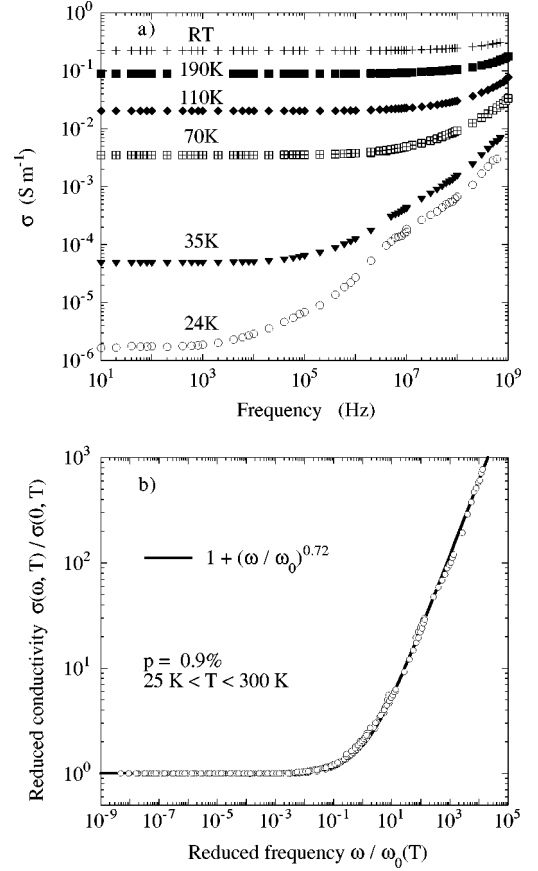 10^0
a)
RT
10^-1
190K
110K
10^-2
70K
σ (S m^-1)
10^-3
10^-4
35K
10^-5
24K
10^-6
10^1 10^3 10^5 10^7 10^9
Frequency (Hz)
10^3
b)
1 + (ω / ω_0)^0.72
10^2
Reduced conductivity σ(ω, T) / σ(0, T)
p = 0.9%
25 K < T < 300 K
10^1
10^0
10^-9 10^-7 10^-5 10^-3 10^-1 10^1 10^3 10^5
Reduced frequency ω / ω_0(T)